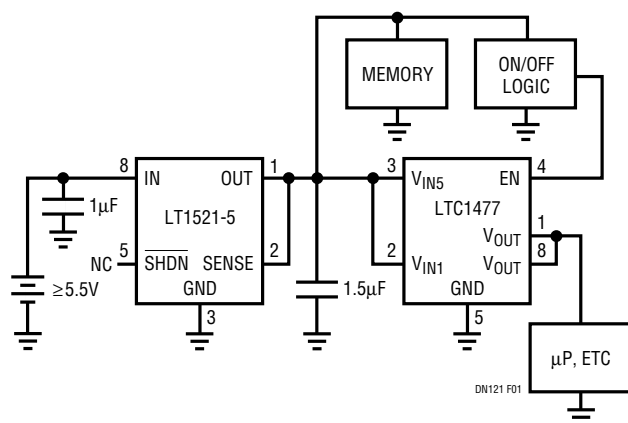 MEMORY
ON/OFF
LOGIC
8
IN
OUT
1
3
V_IN5
EN
4
1μF
LT1521-5
LTC1477
NC
5
S̅H̅D̅N̅
SENSE
2
2
V_IN1
V_OUT
1
V_OUT
8
≥5.5V
GND
3
1.5μF
GND
5
μP, ETC
DN121 F01